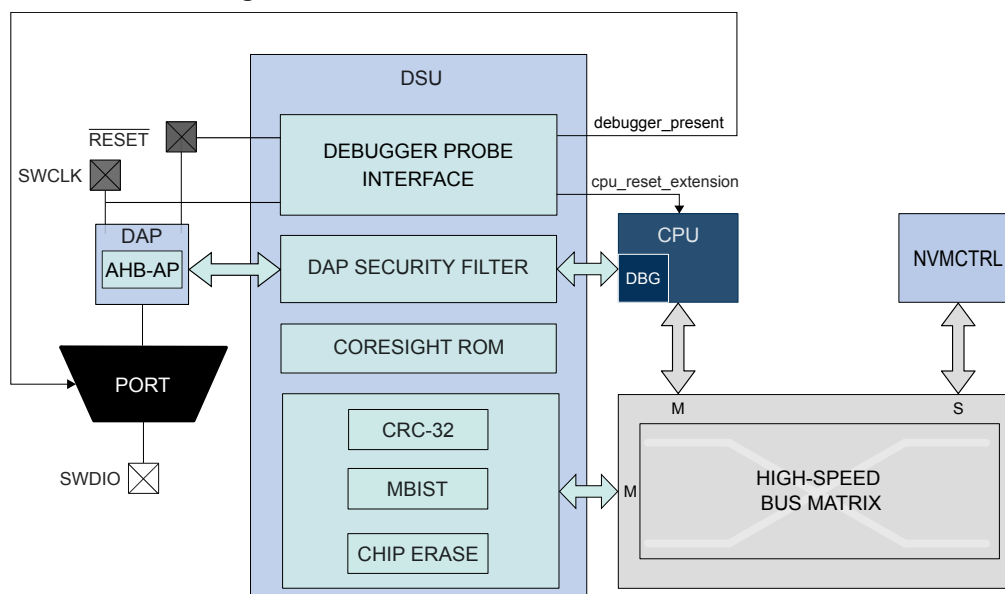 DSU
debugger_present
RESET
DEBUGGER PROBE
INTERFACE
SWCLK
cpu_reset_extension
DAP
CPU
AHB-AP
DAP SECURITY FILTER
DBG
NVMCTRL
CORESIGHT ROM
PORT
M
S
CRC-32
SWDIO
MBIST
M
HIGH-SPEED
BUS MATRIX
CHIP ERASE